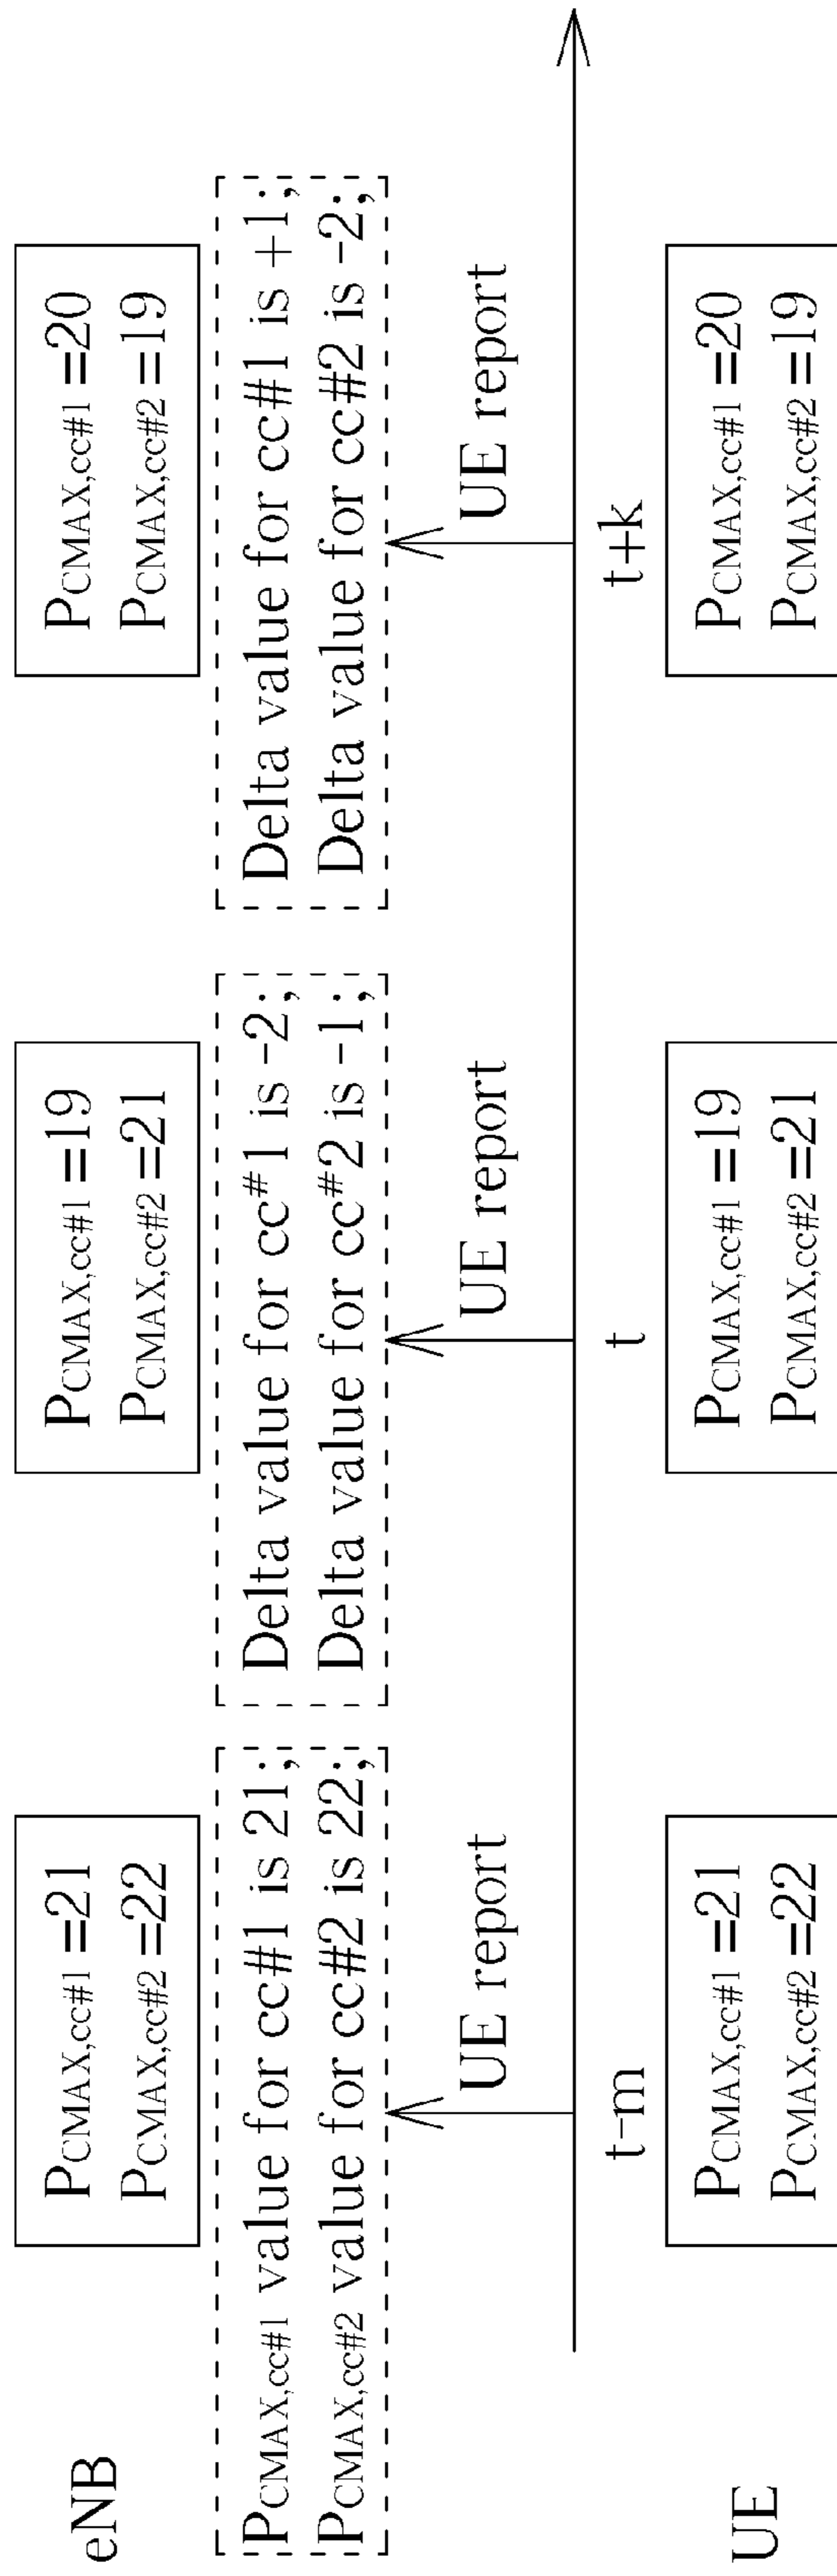 eNB
PCMAX,cc#1 =21
PCMAX,cc#2 =22
PCMAX,cc#1 value for cc#1 is 21;
PCMAX,cc#2 value for cc#2 is 22;
UE report
t-m
PCMAX,cc#1 =21
PCMAX,cc#2 =22
PCMAX,cc#1 =19
PCMAX,cc#2 =21
Delta value for cc#1 is -2;
Delta value for cc#2 is -1;
UE report
t
PCMAX,cc#1 =19
PCMAX,cc#2 =21
PCMAX,cc#1 =20
PCMAX,cc#2 =19
Delta value for cc#1 is +1;
Delta value for cc#2 is -2;
UE report
t+k
PCMAX,cc#1 =20
PCMAX,cc#2 =19
UE